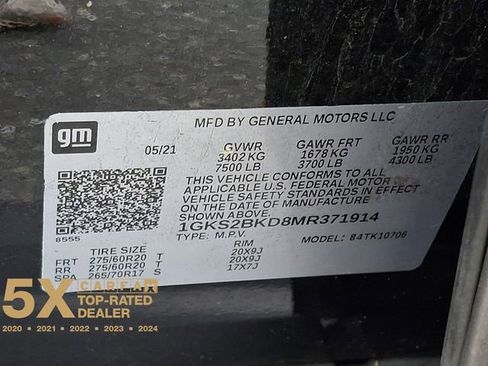 gm
MFD BY GENERAL MOTORS LLC
05/21 GVWR GAWR FRT GAWR RR
3402 KG 1678 KG 1950 KG
7500 LB 3700 LB 4300 LB
THIS VEHICLE CONFORMS TO ALL
APPLICABLE U.S. FEDERAL MOTOR
VEHICLE SAFETY STANDARDS IN EFFECT
ON THE DATE OF MANUFACTURE
1GKS2BKD8MR371914
8555 TYPE: M.P.V. MODEL: 84TK10706
TIRE SIZE RIM
FRT 275/60R20 T 20X9J
RR 275/60R20 T 20X9J
SPA 265/70R17 S 17X7J
5X CARFAX
TOP-RATED
DEALER
2020 • 2021 • 2022 • 2023 • 2024